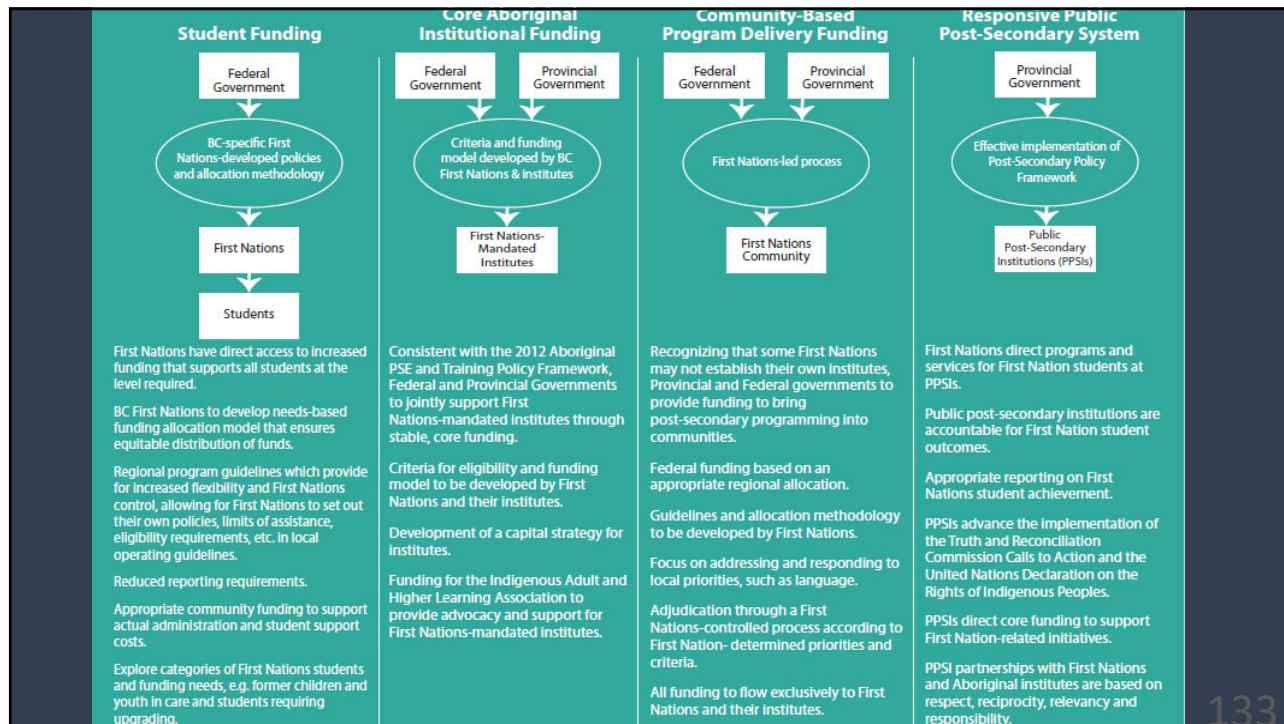 Student Funding
Federal
Government
BC-specific First
Nations-developed policies
and allocation methodology
First Nations
Students
First Nations have direct access to increased
funding that supports all students at the
level required.
BC First Nations to develop needs-based
funding allocation model that ensures
equitable distribution of funds.
Regional program guidelines which provide
for increased flexibility and First Nations
control, allowing for First Nations to set out
their own policies, limits of assistance,
eligibility requirements, etc. in local
operating guidelines.
Reduced reporting requirements.
Appropriate community funding to support
actual administration and student support
costs.
Explore categories of First Nations students
and funding needs, e.g. former children and
youth in care and students requiring
upgrading.
Core Aboriginal
Institutional Funding
Federal
Government
Provincial
Government
Criteria and funding
model developed by BC
First Nations & institutes
First Nations-
Mandated
Institutes
Consistent with the 2012 Aboriginal
PSE and Training Policy Framework,
Federal and Provincial Governments
to jointly support First
Nations-mandated institutes through
stable, core funding.
Criteria for eligibility and funding
model to be developed by First
Nations and their institutes.
Development of a capital strategy for
institutes.
Funding for the Indigenous Adult and
Higher Learning Association to
provide advocacy and support for
First Nations-mandated institutes.
Community-Based
Program Delivery Funding
Federal
Government
Provincial
Government
First Nations-led process
First Nations
Community
Recognizing that some First Nations
may not establish their own institutes,
Provincial and Federal governments to
provide funding to bring
post-secondary programming into
communities.
Federal funding based on an
appropriate regional allocation.
Guidelines and allocation methodology
to be developed by First Nations.
Focus on addressing and responding to
local priorities, such as language.
Adjudication through a First
Nations-controlled process according to
First Nation- determined priorities and
criteria.
All funding to flow exclusively to First
Nations and their institutes.
Responsive Public
Post-Secondary System
Provincial
Government
Effective implementation of
Post-Secondary Policy
Framework
Public
Post-Secondary
Institutions (PPSIs)
First Nations direct programs and
services for First Nation students at
PPSIs.
Public post-secondary institutions are
accountable for First Nation student
outcomes.
Appropriate reporting on First
Nations student achievement.
PPSIs advance the implementation of
the Truth and Reconciliation
Commission Calls to Action and the
United Nations Declaration on the
Rights of Indigenous Peoples.
PPSIs direct core funding to support
First Nation-related initiatives.
PPSI partnerships with First Nations
and Aboriginal institutes are based on
respect, reciprocity, relevancy and
responsibility.
133